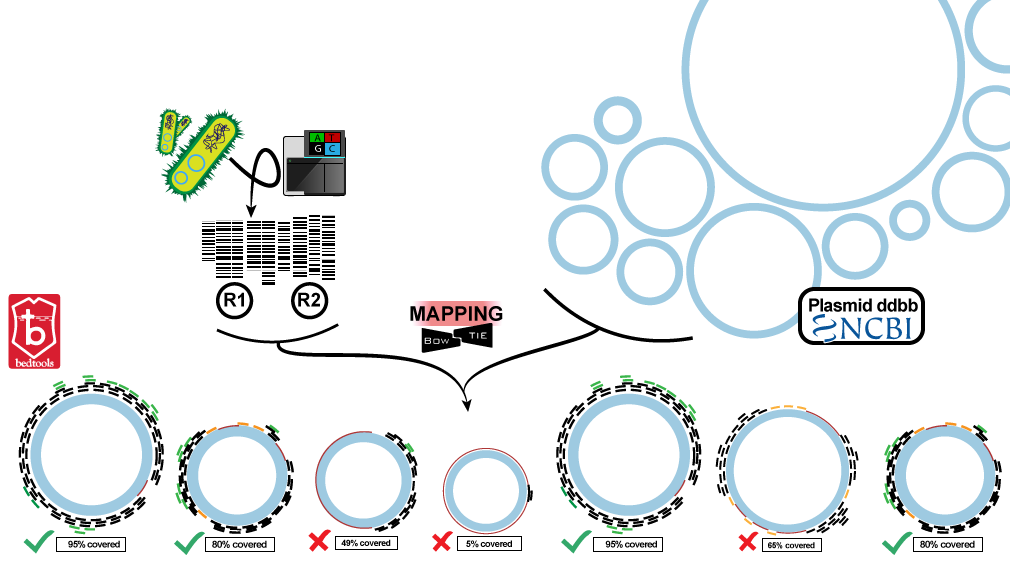 A T
G C
R1
R2
MAPPING
Bow TIE
Plasmid ddbb
NCBI
b
bedtools
95% covered
80% covered
49% covered
5% covered
95% covered
65% covered
80% covered